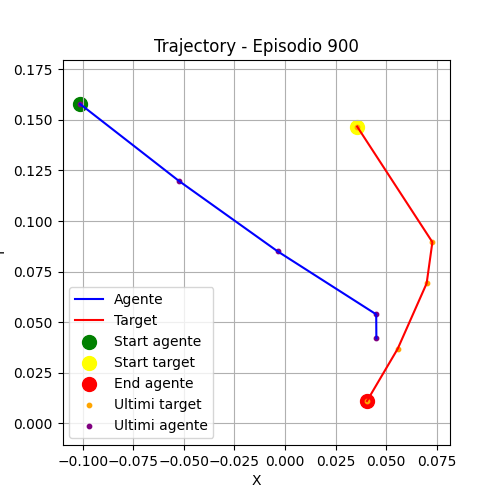 Trajectory - Episodio 900
0.175
0.150
0.125
0.100
0.075
0.050
0.025
0.000
Agente
Target
Start agente
Start target
End agente
Ultimi target
Ultimi agente
−0.100 −0.075 −0.050 −0.025 0.000 0.025 0.050 0.075
X